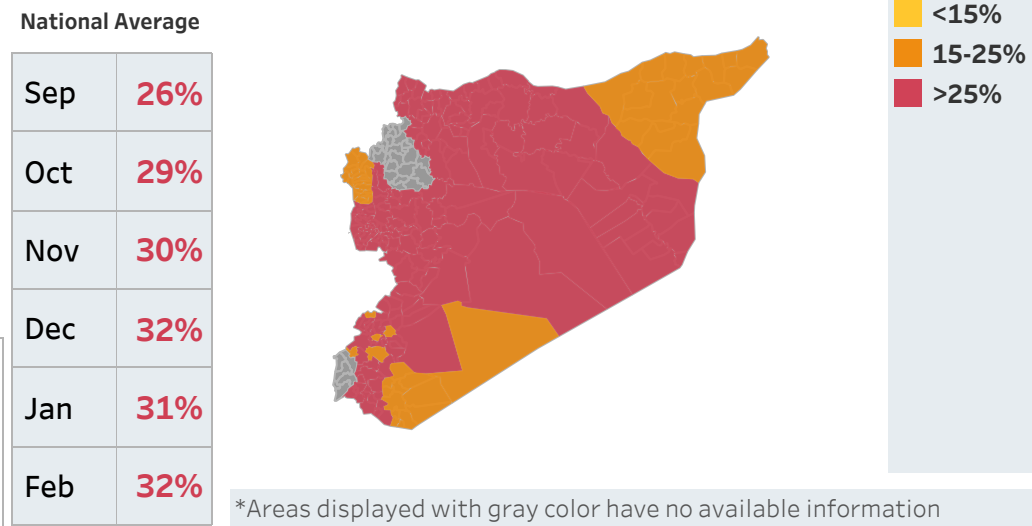 National Average
Sep 26%
Oct 29%
Nov 30%
Dec 32%
Jan 31%
Feb 32%
<15%
15-25%
>25%
*Areas displayed with gray color have no available information